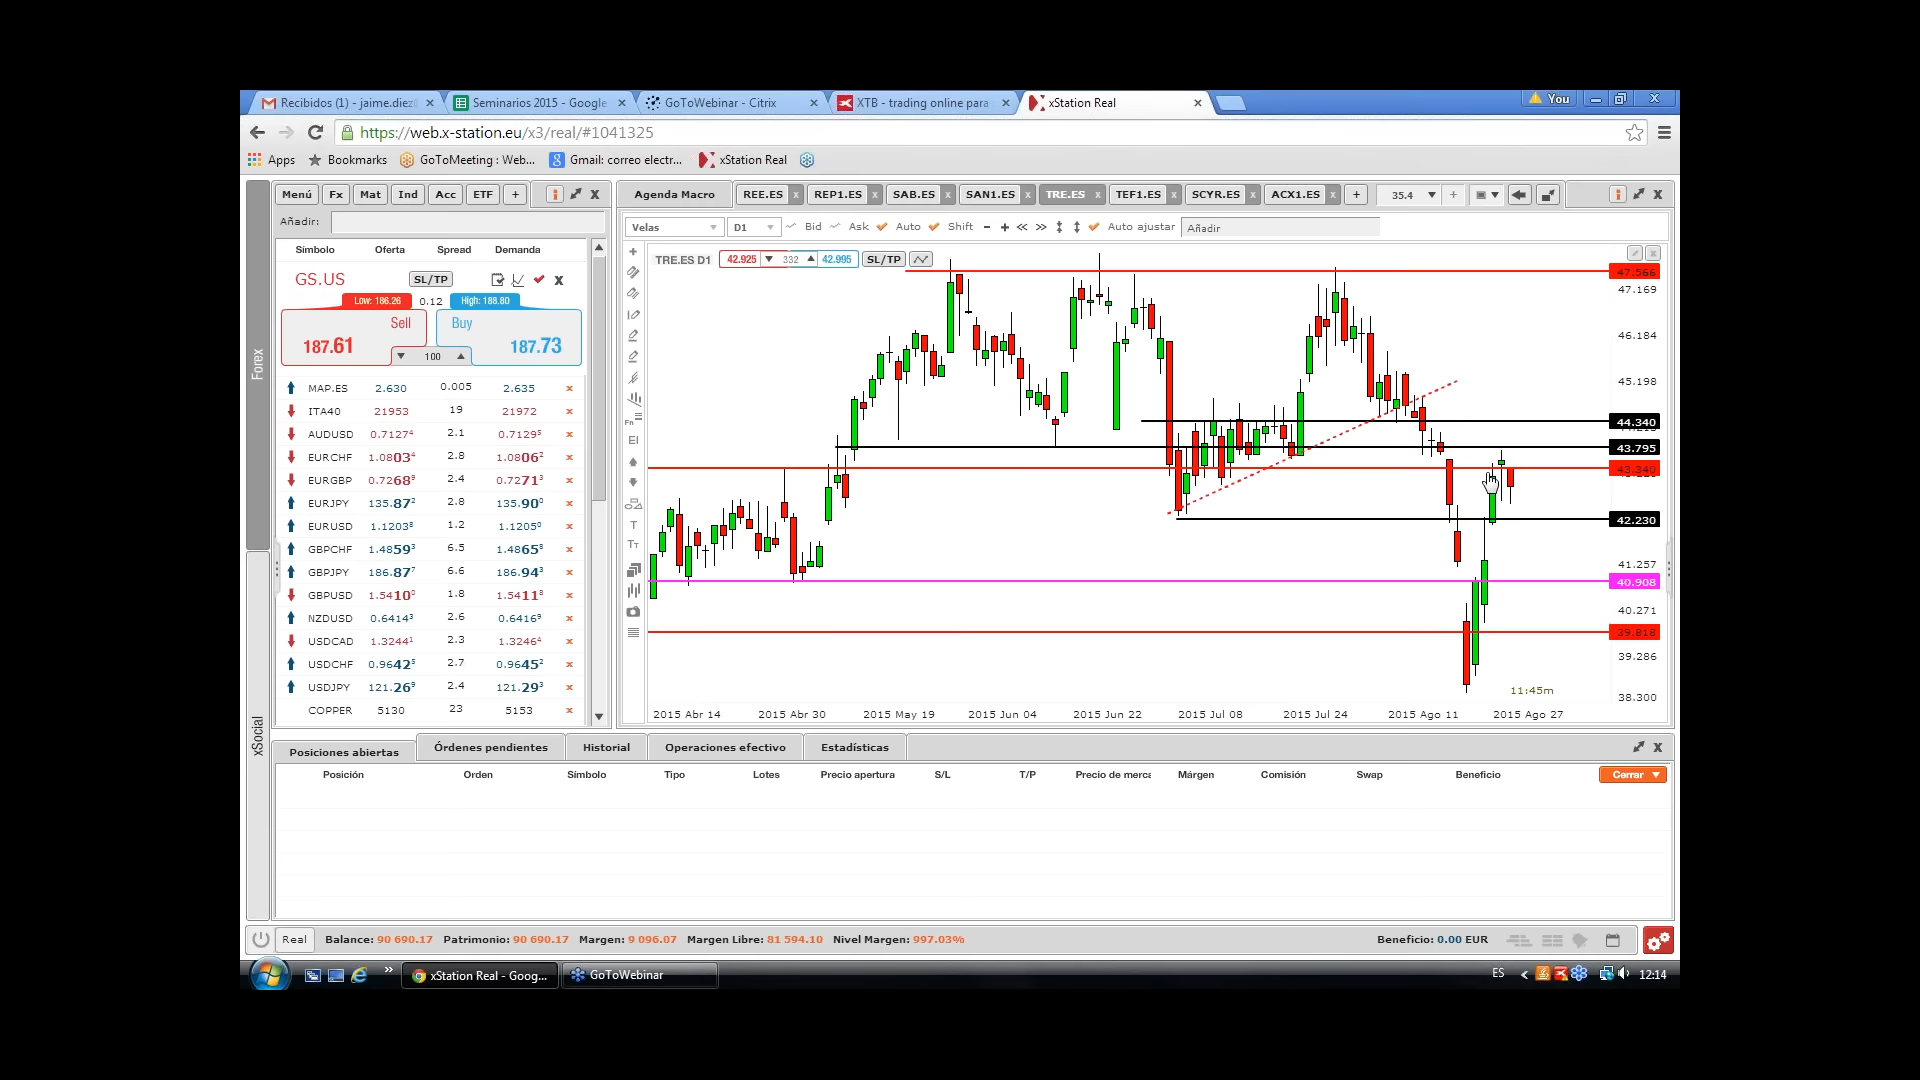 Recibidos (1) - jaime.diez
Seminarios 2015 - Google
GoToWebinar - Citrix
XTB - trading online para
xStation Real
You
https://web.x-station.eu/x3/real/#1041325
Apps
Bookmarks
GoToMeeting : Web...
Gmail: correo electr...
xStation Real
Forex
xSocial
Menú Fx Mat Ind Acc ETF +
Añadir:
Símbolo Oferta Spread Demanda
GS.US SL/TP
Low: 186.26 0.12 High: 188.80
Sell Buy
187.61 100 187.73
MAP.ES 2.630 0.005 2.635
ITA40 21953 19 21972
AUDUSD 0.71274 2.1 0.71295
EURCHF 1.08034 2.8 1.08062
EURGBP 0.72689 2.4 0.72713
EURJPY 135.872 2.8 135.900
EURUSD 1.12038 1.2 1.12050
GBPCHF 1.48593 6.5 1.48658
GBPJPY 186.877 6.6 186.943
GBPUSD 1.54100 1.8 1.54118
NZDUSD 0.64143 2.6 0.64169
USDCAD 1.32441 2.3 1.32464
USDCHF 0.96425 2.7 0.96452
USDJPY 121.269 2.4 121.293
COPPER 5130 23 5153
Agenda Macro REE.ES REP1.ES SAB.ES SAN1.ES TRE.ES TEF1.ES SCYR.ES ACX1.ES + 35.4
Velas D1 Bid Ask Auto Shift Auto ajustar Añadir
TRE.ES D1 42.925 332 42.995 SL/TP
47.566
47.169
46.184
45.198
44.340
43.795
43.340
42.230
41.257
40.908
40.271
39.818
39.286
38.300
11:45m
2015 Abr 14 2015 Abr 30 2015 May 19 2015 Jun 04 2015 Jun 22 2015 Jul 08 2015 Jul 24 2015 Ago 11 2015 Ago 27
Posiciones abiertas Órdenes pendientes Historial Operaciones efectivo Estadísticas
Posición Orden Símbolo Tipo Lotes Precio apertura S/L T/P Precio de merca Márgen Comisión Swap Beneficio Cerrar
Real Balance: 90 690.17 Patrimonio: 90 690.17 Margen: 9 096.07 Margen Libre: 81 594.10 Nivel Margen: 997.03% Beneficio: 0.00 EUR
xStation Real - Goog...
GoToWebinar
ES
12:14